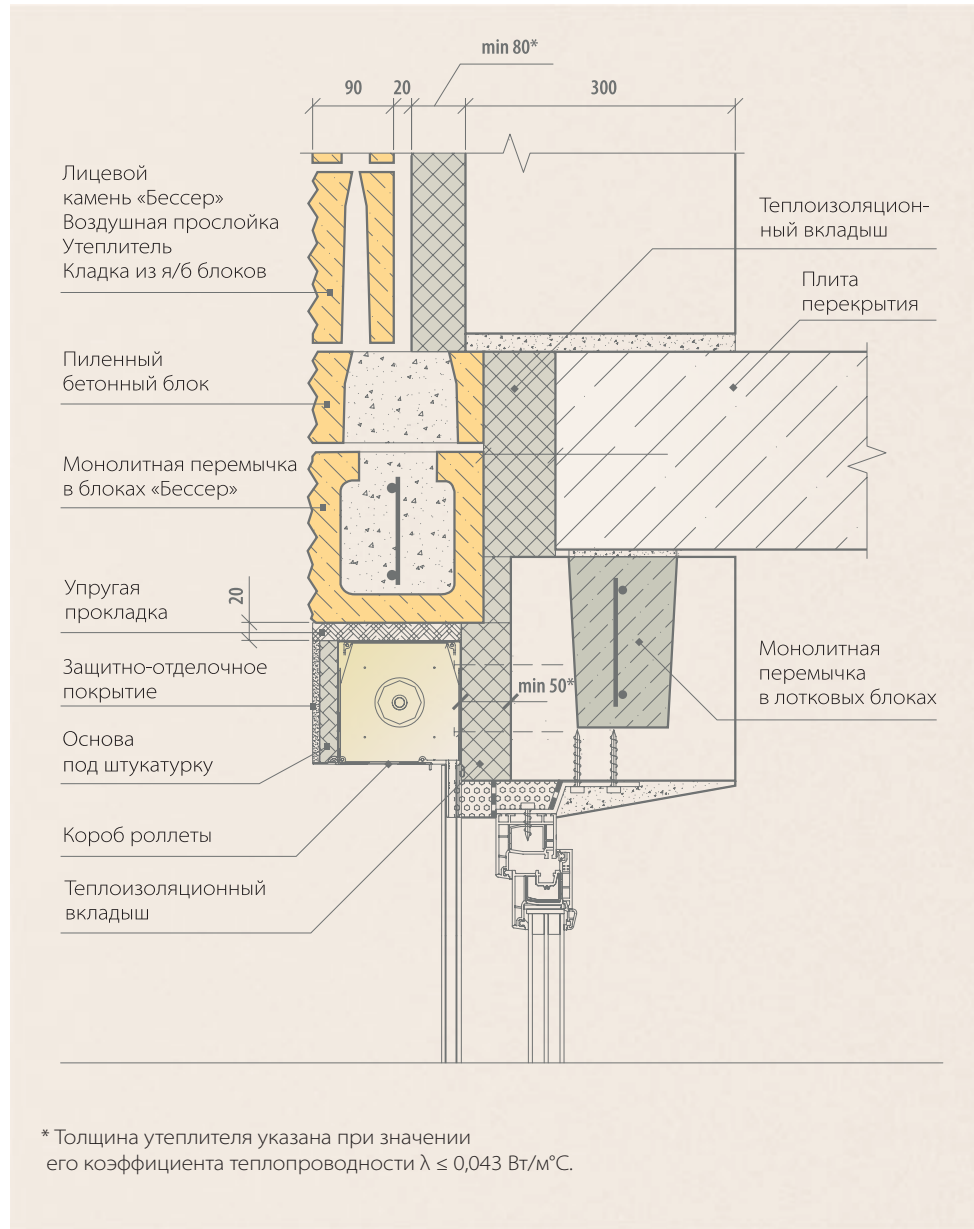 min 80*
90
20
300
Лицевой
камень «Бессер»
Воздушная прослойка
Утеплитель
Кладка из я/б блоков
Теплоизоляцион-
ный вкладыш
Плита
перекрытия
Пиленный
бетонный блок
Монолитная перемычка
в блоках «Бессер»
Упругая
прокладка
20
Защитно-отделочное
покрытие
min 50*
Монолитная
перемычка
в лотковых блоках
Основа
под штукатурку
Короб роллеты
Теплоизоляционный
вкладыш
* Толщина утеплителя указана при значении
его коэффициента теплопроводности λ ≤ 0,043 Вт/м°С.